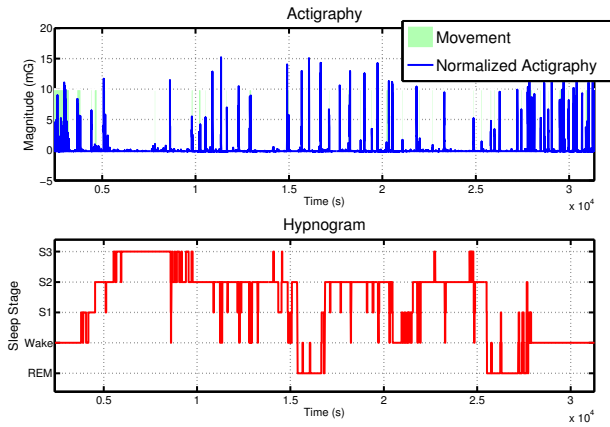 Actigraphy
Movement
Normalized Actigraphy
Magnitude (mG)
20
15
10
5
0
−5
0.5 1 1.5 2 2.5 3
Time (s)
x 10^4
Hypnogram
Sleep Stage
S3
S2
S1
Wake
REM
0.5 1 1.5 2 2.5 3
Time (s)
x 10^4